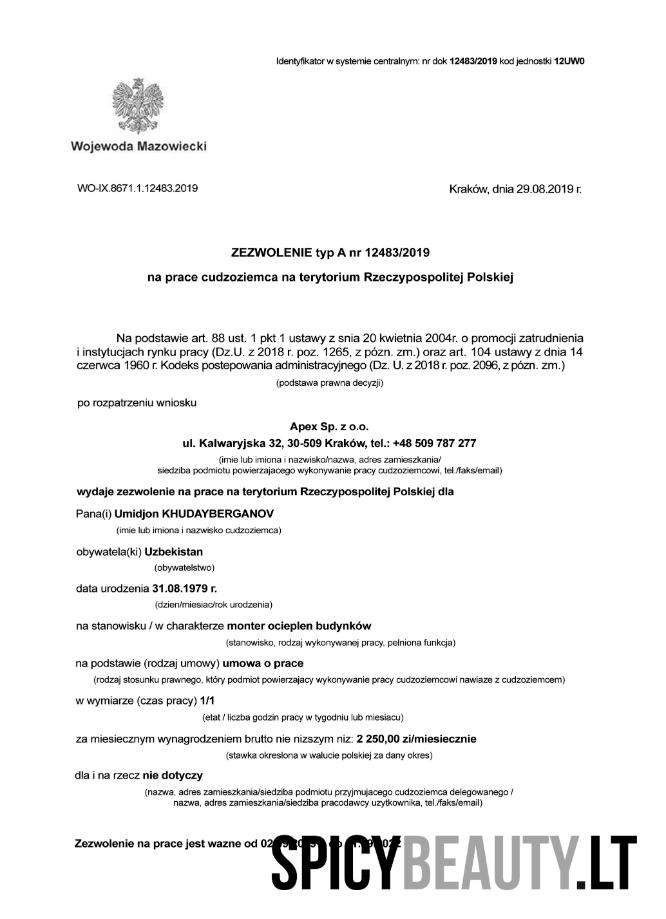 Identyfikator w systemie centralnym: nr dok 12483/2019 kod jednostki 12UW0
Wojewoda Mazowiecki
WO-IX.8671.1.12483.2019
Kraków, dnia 29.08.2019 r.
ZEZWOLENIE typ A nr 12483/2019
na prace cudzoziemca na terytorium Rzeczypospolitej Polskiej
Na podstawie art. 88 ust. 1 pkt 1 ustawy z snia 20 kwietnia 2004r. o promocji zatrudnienia
i instytucjach rynku pracy (Dz.U. z 2018 r. poz. 1265, z pózn. zm.) oraz art. 104 ustawy z dnia 14
czerwca 1960 r. Kodeks postepowania administracyjnego (Dz. U. z 2018 r. poz. 2096, z pózn. zm.)
(podstawa prawna decyzji)
po rozpatrzeniu wniosku
Apex Sp. z o.o.
ul. Kalwaryjska 32, 30-509 Kraków, tel.: +48 509 787 277
(imie lub imiona i nazwisko/nazwa, adres zamieszkania/
siedziba podmiotu powierzajacego wykonywanie pracy cudzoziemcowi, tel./faks/email)
wydaje zezwolenie na prace na terytorium Rzeczypospolitej Polskiej dla
Pana(i) Umidjon KHUDAYBERGANOV
(imie lub imiona i nazwisko cudzoziemca)
obywatela(ki) Uzbekistan
(obywatelstwo)
data urodzenia 31.08.1979 r.
(dzien/miesiac/rok urodzenia)
na stanowisku / w charakterze monter ocieplen budynków
(stanowisko, rodzaj wykonywanej pracy, pelniona funkcja)
na podstawie (rodzaj umowy) umowa o prace
(rodzaj stosunku prawnego, który podmiot powierzajacy wykonywanie pracy cudzoziemcowi nawiaze z cudzoziemcem)
w wymiarze (czas pracy) 1/1
(etat / liczba godzin pracy w tygodniu lub miesiacu)
za miesiecznym wynagrodzeniem brutto nie nizszym niz: 2 250,00 zi/miesiecznie
(stawka okreslona w walucie polskiej za dany okres)
dla i na rzecz nie dotyczy
(nazwa, adres zamieszkania/siedziba podmiotu przyjmujacego cudzoziemca delegowanego /
nazwa, adres zamieszkania/siedziba pracodawcy uzytkownika, tel./faks/email)
Zezwolenie na prace jest wazne od
SPICYBEAUTY.LT